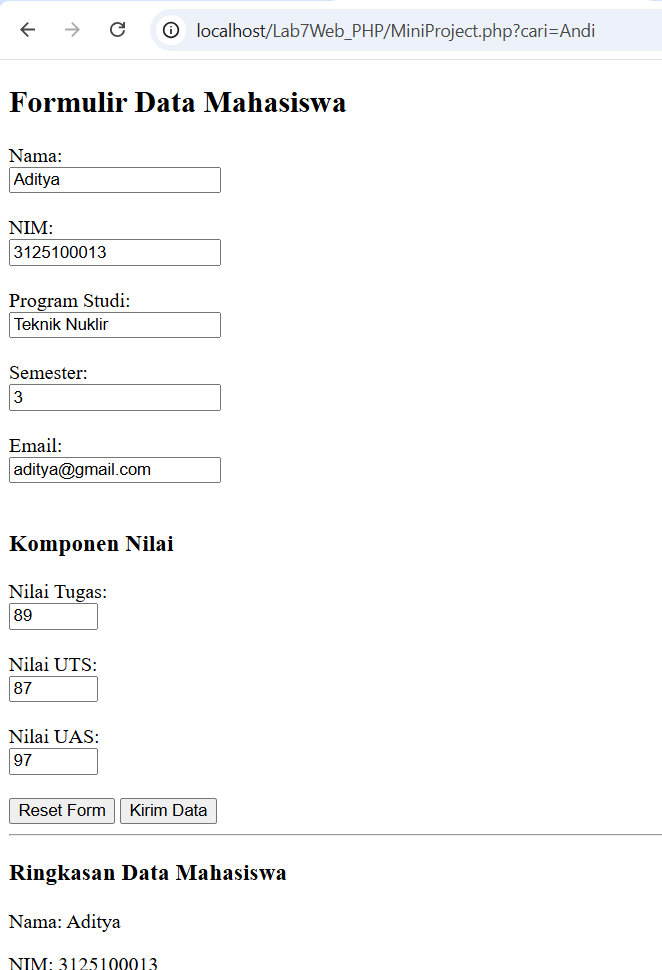 localhost/Lab7Web_PHP/MiniProject.php?cari=Andi
Formulir Data Mahasiswa
Nama:
Aditya
NIM:
3125100013
Program Studi:
Teknik Nuklir
Semester:
3
Email:
aditya@gmail.com
Komponen Nilai
Nilai Tugas:
89
Nilai UTS:
87
Nilai UAS:
97
Reset Form Kirim Data
Ringkasan Data Mahasiswa
Nama: Aditya
NIM: 3125100013